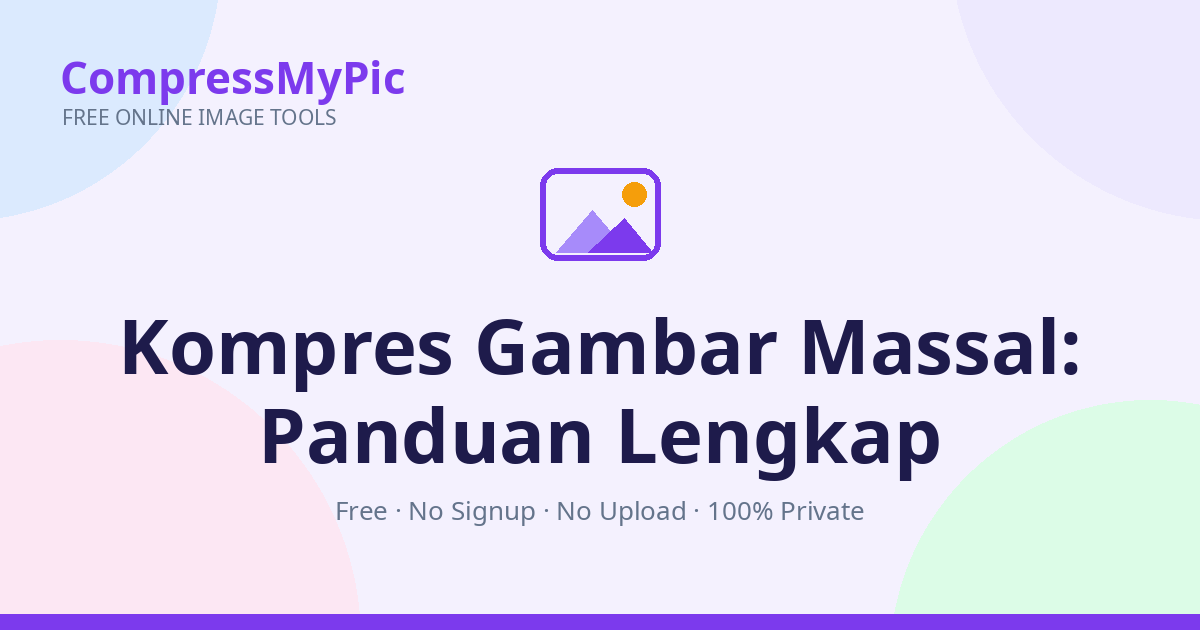 CompressMyPic
FREE ONLINE IMAGE TOOLS
Kompres Gambar Massal:
Panduan Lengkap
Free · No Signup · No Upload · 100% Private